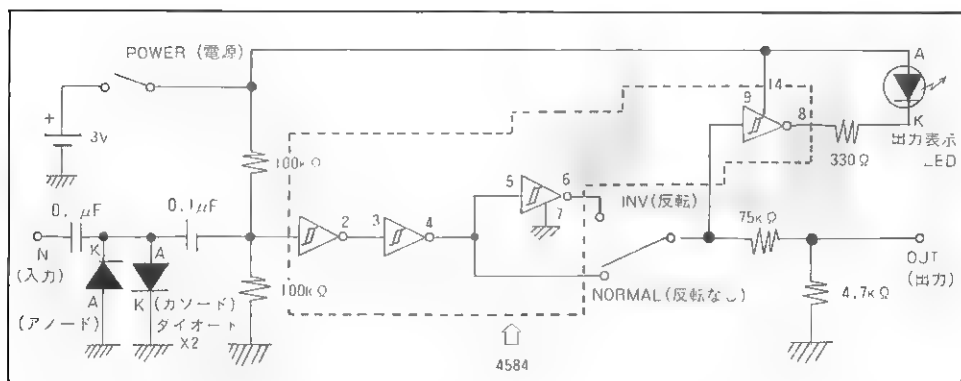 POWER (電源)
+
3V
100kΩ
0.1μF
K
A
K (カソード)
ダイオード
X2
A
(アノード)
(入力)
100kΩ
2
3
4
5
6
7
9
14
8
INV(反転)
NORMAL(反転なし)
75KΩ
4.7kΩ
330Ω
A
K
出力表示
(出力)
4584